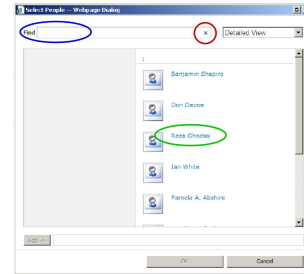 Select People -- Webpage Dialog
Find
x
Detailed View
:
Benjamin Shapiro
Don Devoe
Reza Ghodssi
Ian White
Pamela A. Abshire
Add ->
OK
Cancel